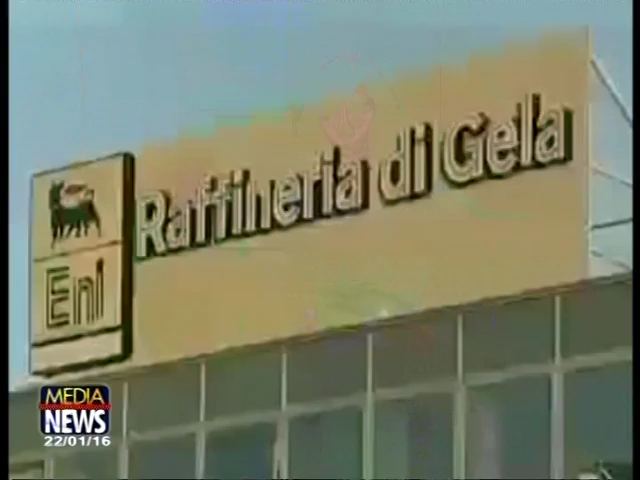 Raffineria di Gela
Eni
MEDIA
NEWS
22/01/16